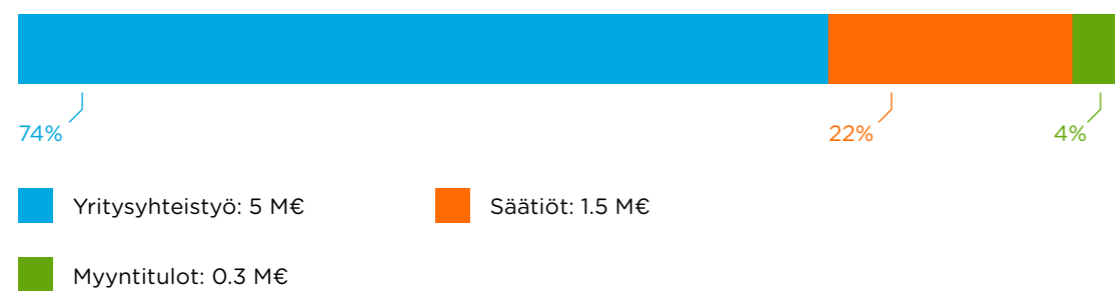 74% 22% 4%
Yritysyhteistyö: 5 M€ Säätiöt: 1.5 M€
Myyntitulot: 0.3 M€